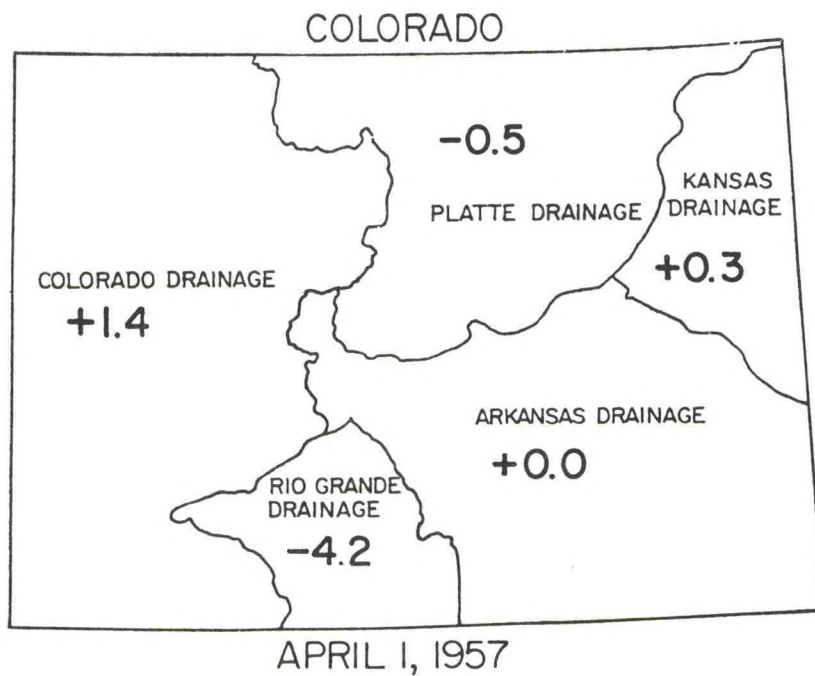 COLORADO
-0.5
PLATTE DRAINAGE
KANSAS
DRAINAGE
+0.3
COLORADO DRAINAGE
+1.4
ARKANSAS DRAINAGE
+0.0
RIO GRANDE
DRAINAGE
-4.2
APRIL 1, 1957